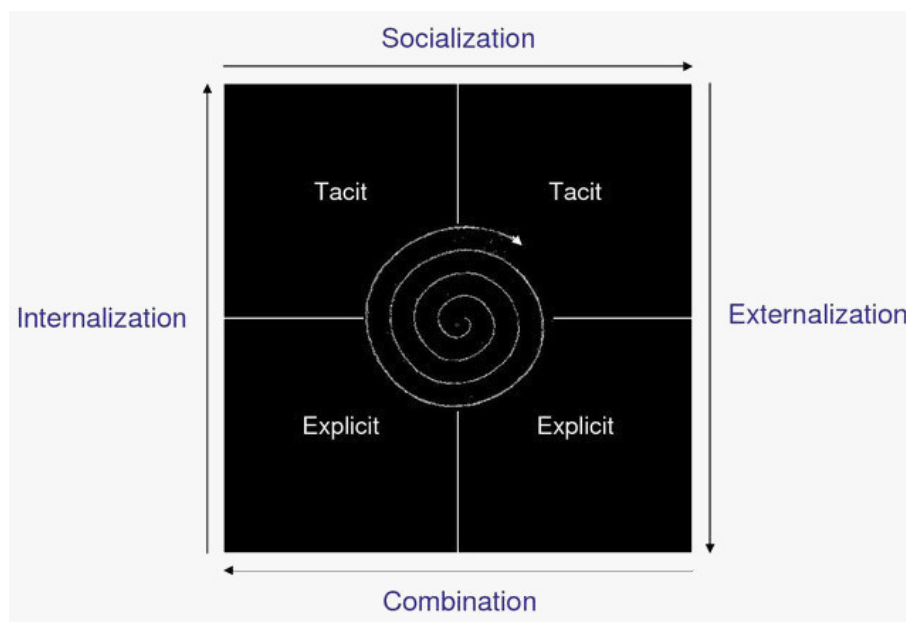 Socialization
Tacit
Tacit
Internalization
Externalization
Explicit
Explicit
Combination